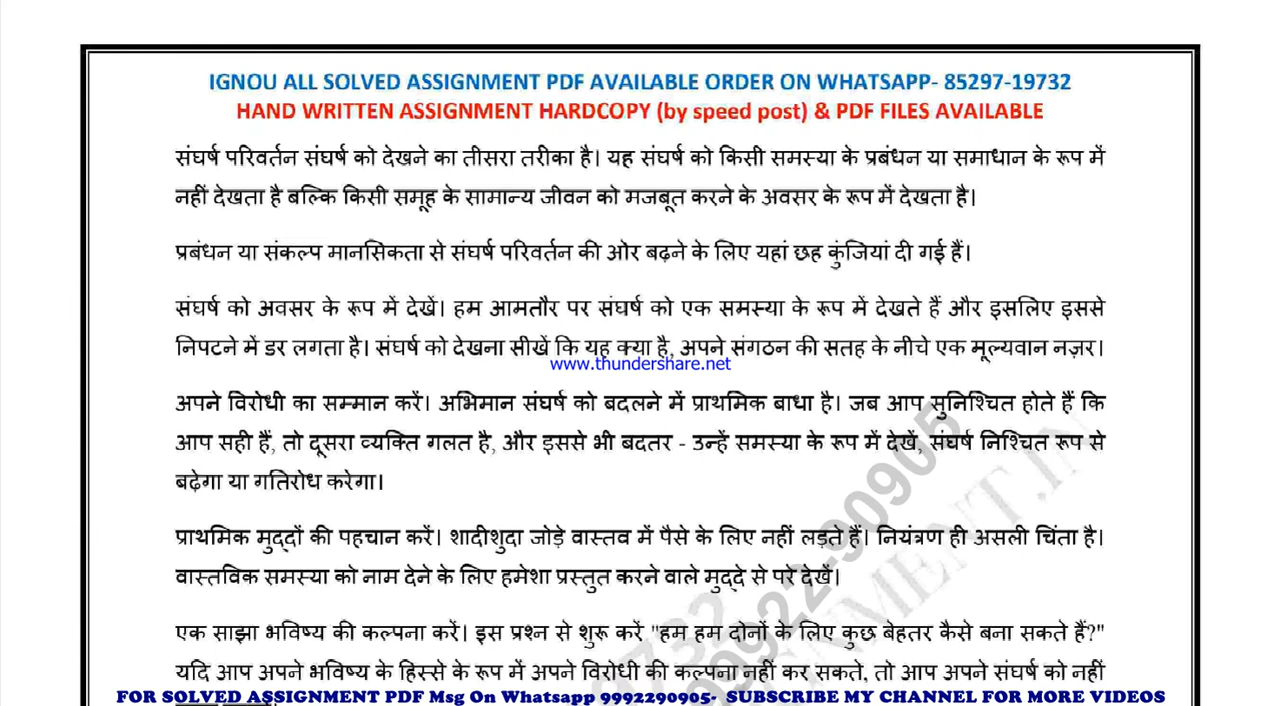 IGNOU ALL SOLVED ASSIGNMENT PDF AVAILABLE ORDER ON WHATSAPP- 85297-19732
HAND WRITTEN ASSIGNMENT HARDCOPY (by speed post) & PDF FILES AVAILABLE
संघर्ष परिवर्तन संघर्ष को देखने का तीसरा तरीका है। यह संघर्ष को किसी समस्या के प्रबंधन या समाधान के रूप में
नहीं देखता है बल्कि किसी समूह के सामान्य जीवन को मजबूत करने के अवसर के रूप में देखता है।
प्रबंधन या संकल्प मानसिकता से संघर्ष परिवर्तन की ओर बढ़ने के लिए यहां छह कुंजियां दी गई हैं।
संघर्ष को अवसर के रूप में देखें। हम आमतौर पर संघर्ष को एक समस्या के रूप में देखते हैं और इसलिए इससे
निपटने में डर लगता है। संघर्ष को देखना सीखें कि यह क्या है, अपने संगठन की सतह के नीचे एक मूल्यवान नज़र।
www.thundershare.net
अपने विरोधी का सम्मान करें। अभिमान संघर्ष को बदलने में प्राथमिक बाधा है। जब आप सुनिश्चित होते हैं कि
आप सही हैं, तो दूसरा व्यक्ति गलत है, और इससे भी बदतर - उन्हें समस्या के रूप में देखें, संघर्ष निश्चित रूप से
बढ़ेगा या गतिरोध करेगा।
प्राथमिक मुद्दों की पहचान करें। शादीशुदा जोड़े वास्तव में पैसे के लिए नहीं लड़ते हैं। नियंत्रण ही असली चिंता है।
वास्तविक समस्या को नाम देने के लिए हमेशा प्रस्तुत करने वाले मुद्दे से परे देखें।
एक साझा भविष्य की कल्पना करें। इस प्रश्न से शुरू करें "हम हम दोनों के लिए कुछ बेहतर कैसे बना सकते हैं?"
यदि आप अपने भविष्य के हिस्से के रूप में अपने विरोधी की कल्पना नहीं कर सकते, तो आप अपने संघर्ष को नहीं
FOR SOLVED ASSIGNMENT PDF Msg On Whatsapp 9992290905- SUBSCRIBE MY CHANNEL FOR MORE VIDEOS